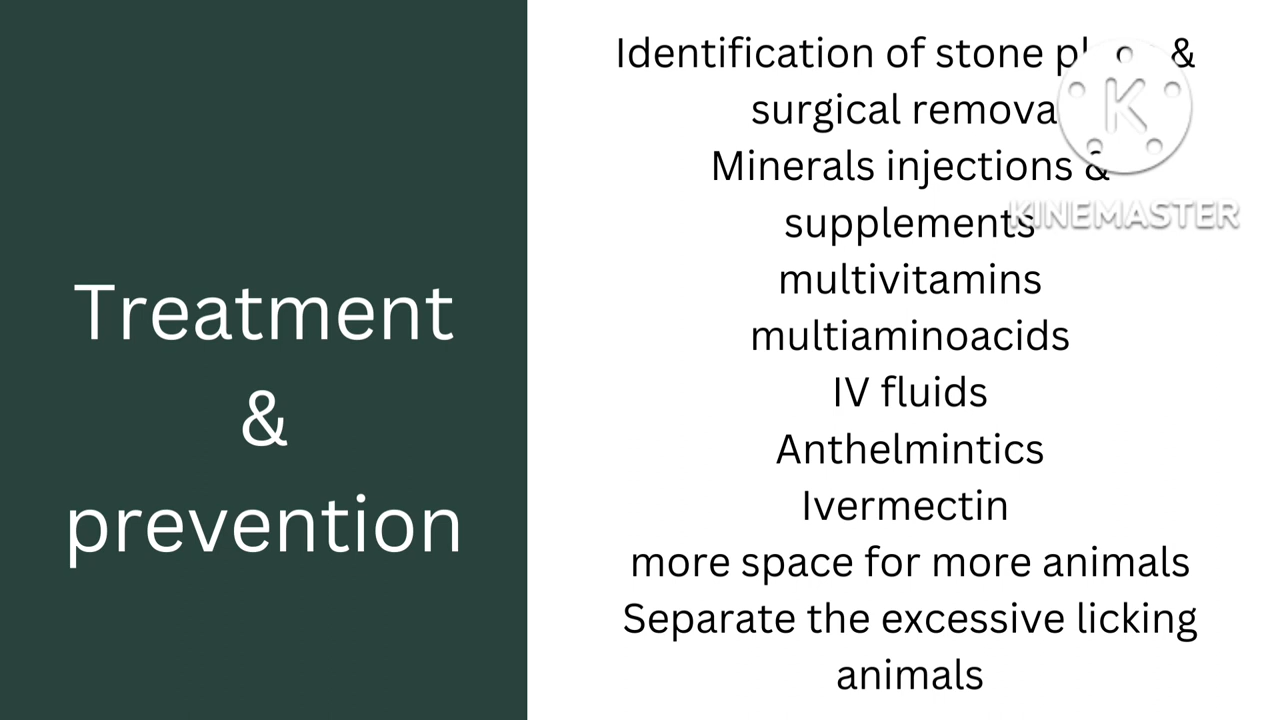 Treatment
&
prevention
Identification of stone &
surgical remova
Minerals injections &
supplements
multivitamins
multiaminoacids
IV fluids
Anthelmintics
Ivermectin
more space for more animals
Separate the excessive licking
animals
K
KINEMASTER